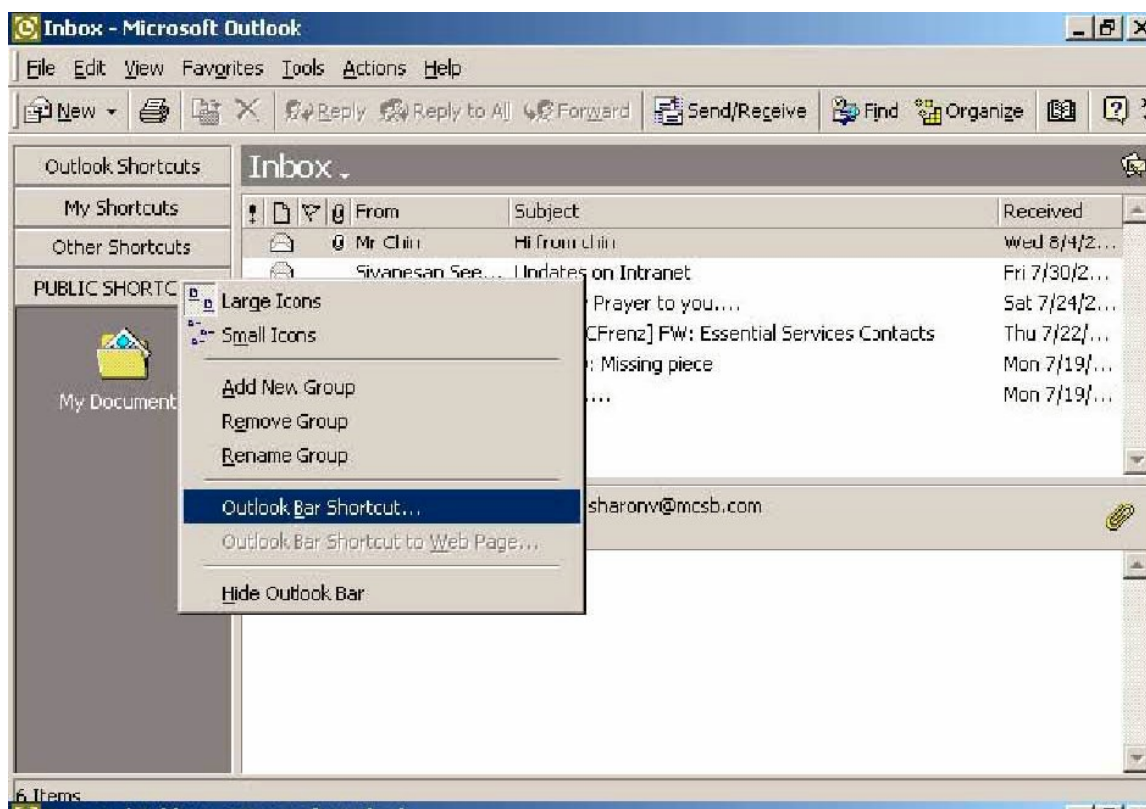 Inbox - Microsoft Outlook
File Edit View Favorites Tools Actions Help
New Reply Reply to All Forward Send/Receive Find Organize
Outlook Shortcuts
My Shortcuts
Other Shortcuts
PUBLIC SHORTC
My Document
Inbox
From Subject Received
Mr Chin Hi from chin Wed 8/4/2...
Sivanesan See... Updates on Intranet Fri 7/30/2...
Prayer to you.... Sat 7/24/2...
CFrenz] FW: Essential Services Contacts Thu 7/22/...
: Missing piece Mon 7/19/...
.... Mon 7/19/...
Large Icons
Small Icons
Add New Group
Remove Group
Rename Group
Outlook Bar Shortcut...
Outlook Bar Shortcut to Web Page...
Hide Outlook Bar
sharonv@mcsb.com
6 Items